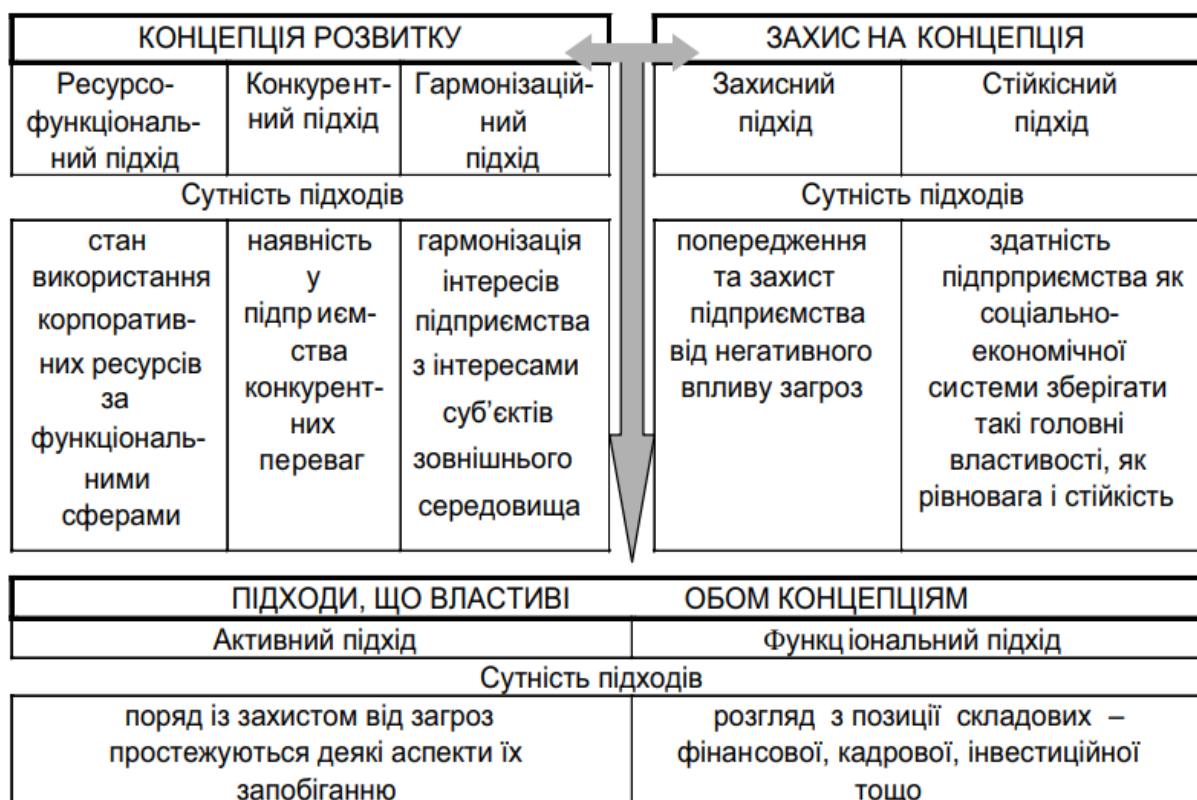 КОНЦЕПЦІЯ РОЗВИТКУ
Ресурсо-
функціональ-
ний підхід
Конкурент-
ний підхід
Гармонізацій-
ний
підхід
Сутність підходів
стан
використання
корпоратив-
них ресурсів
за
функціональ-
ними
сферами
наявність
у
підприєм-
ства
конкурент-
них
переваг
гармонізація
інтересів
підприємства
з інтересами
суб’єктів
зовнішнього
середовища
ЗАХИС НА КОНЦЕПЦІЯ
Захисний
підхід
Стійкісний
підхід
Сутність підходів
попередження
та захист
підприємства
від негативного
впливу загроз
здатність
підпрприємства як
соціально-
економічної
системи зберігати
такі головні
властивості, як
рівновага і стійкість
ПІДХОДИ, ЩО ВЛАСТИВІ ОБОМ КОНЦЕПЦІЯМ
Активний підхід
Функціональний підхід
Сутність підходів
поряд із захистом від загроз
простежуються деякі аспекти їх
запобіганню
розгляд з позиції складових –
фінансової, кадрової, інвестиційної
тощо